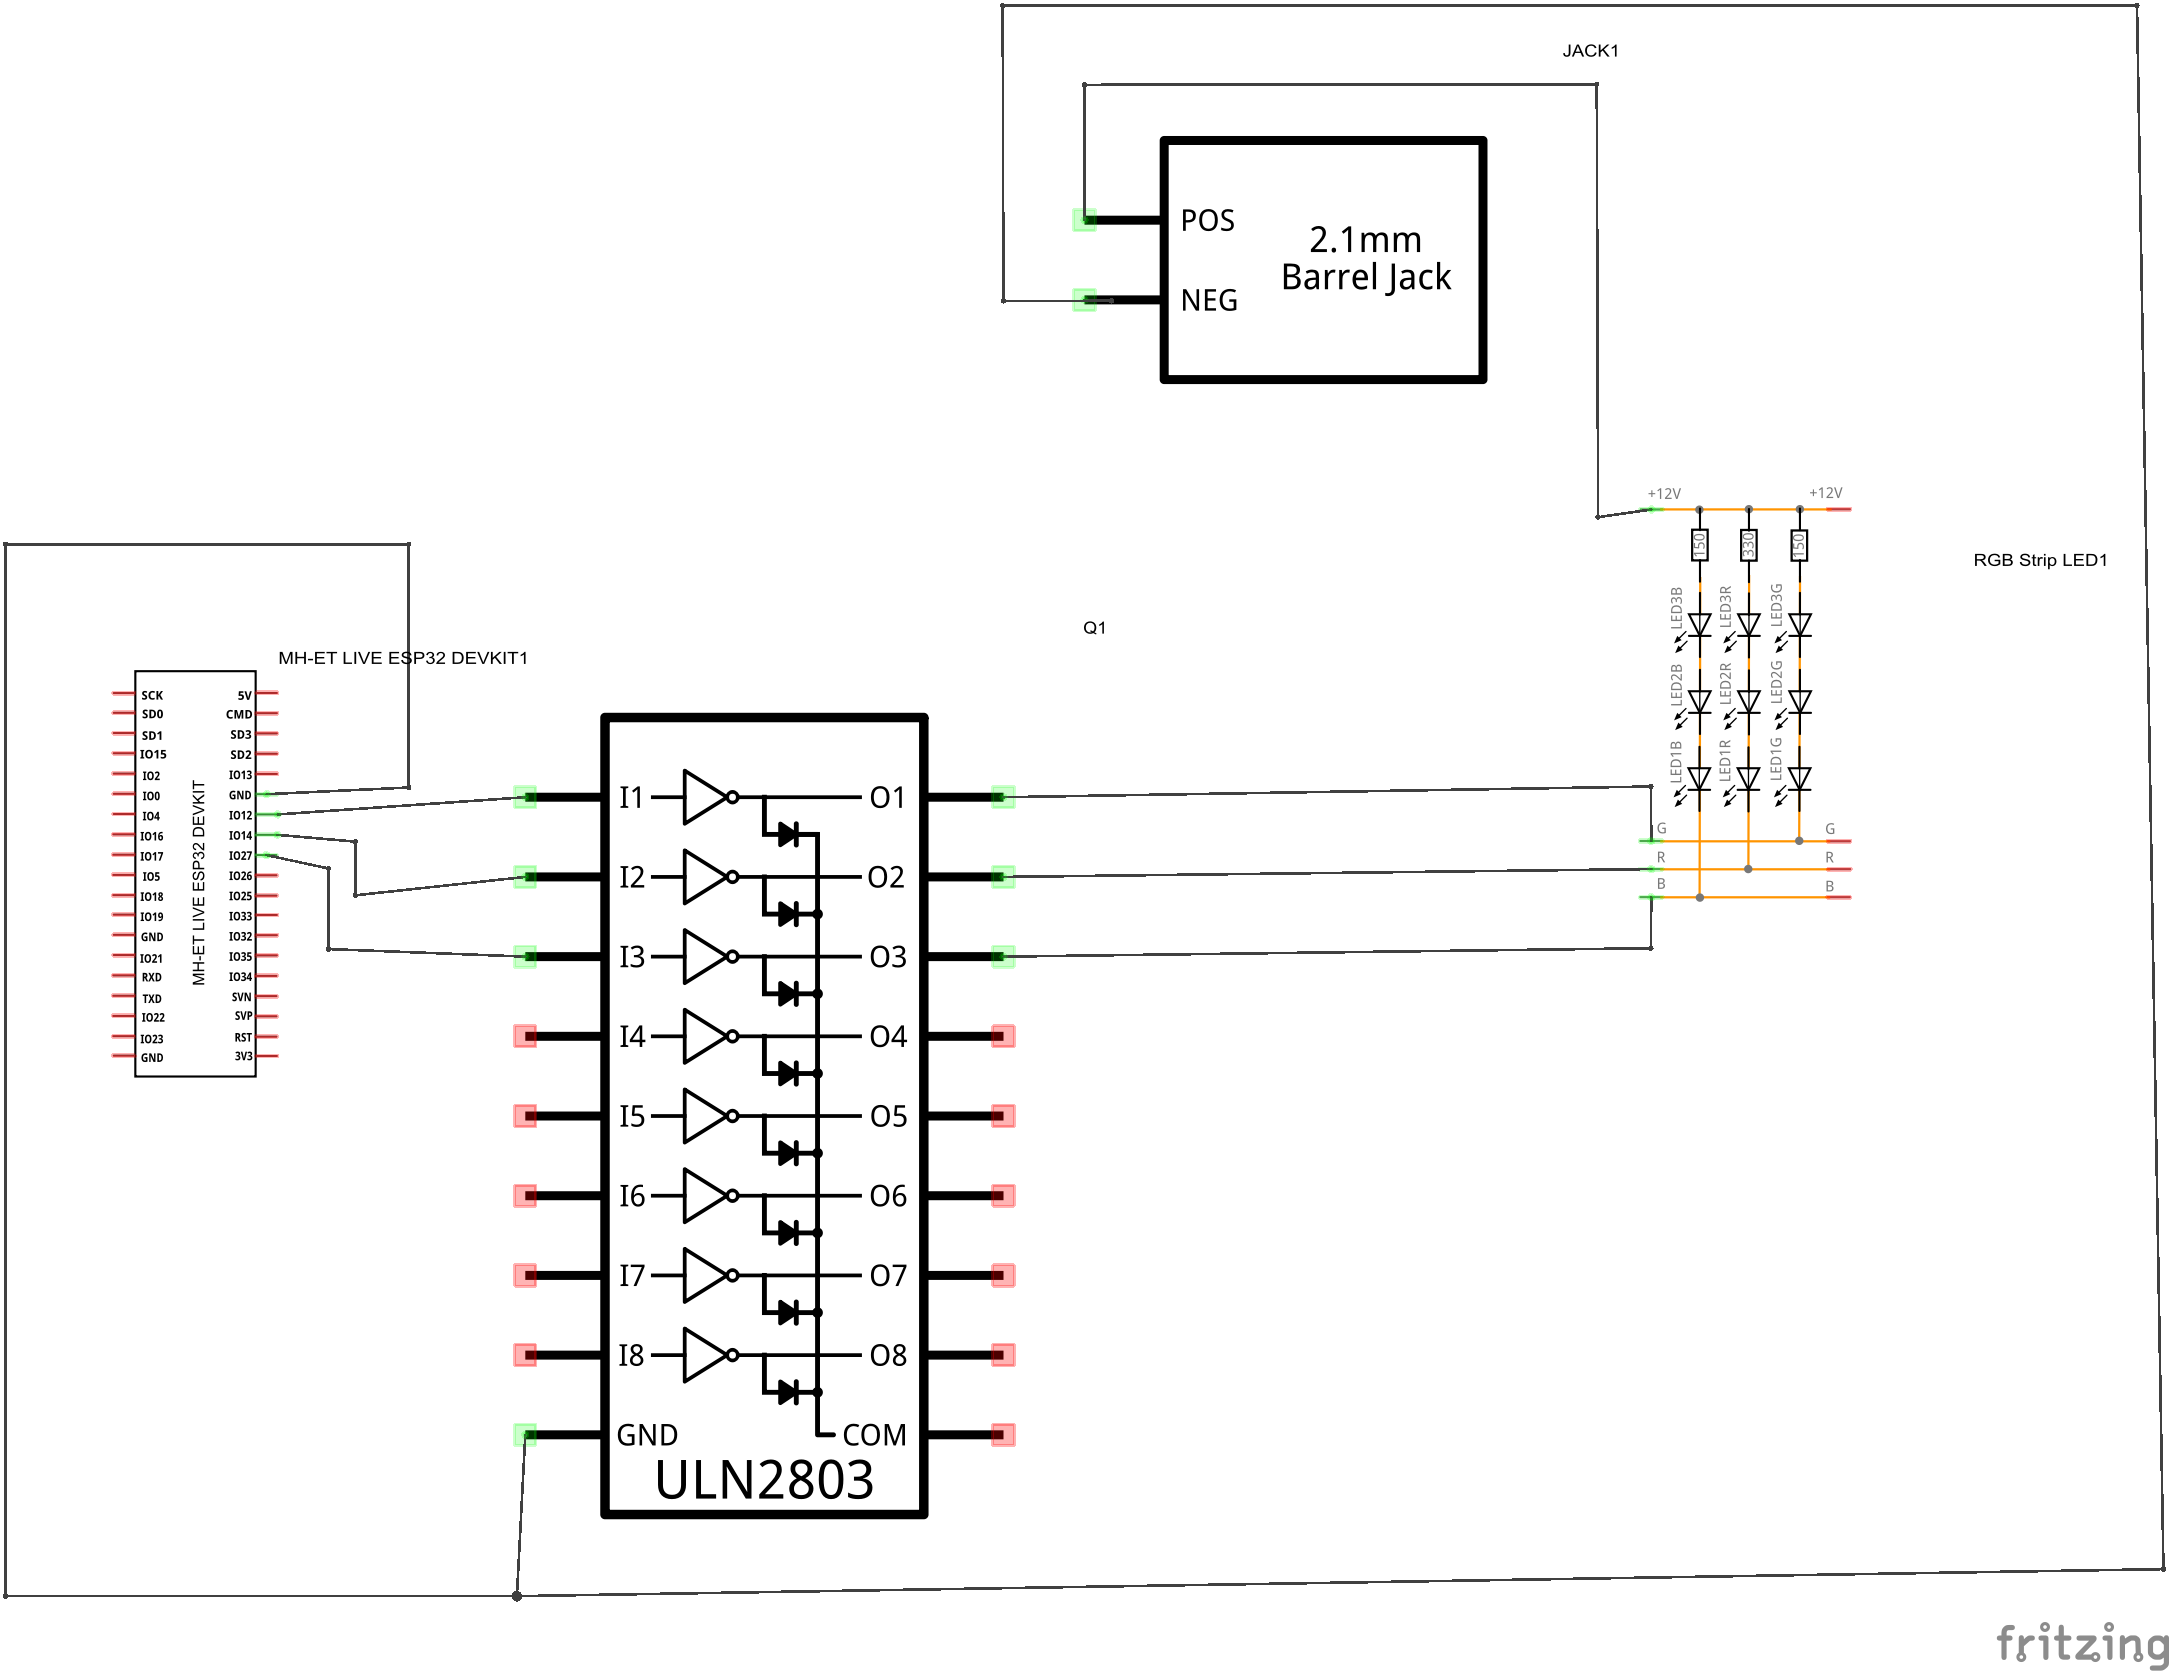 JACK1
POS
NEG
2.1mm
Barrel Jack
+12V
+12V
150
330
150
RGB Strip LED1
LED3B
LED3R
LED3G
LED2B
LED2R
LED2G
LED1B
LED1R
LED1G
G
G
R
R
B
B
Q1
MH-ET LIVE ESP32 DEVKIT1
MH-ET LIVE ESP32 DEVKIT
SCK
SD0
SD1
IO15
IO2
IO0
IO4
IO16
IO17
IO5
IO18
IO19
GND
IO21
RXD
TXD
IO22
IO23
GND
5V
CMD
SD3
SD2
IO13
GND
IO12
IO14
IO27
IO26
IO25
IO33
IO32
IO35
IO34
SVN
SVP
RST
3V3
I1
O1
I2
O2
I3
O3
I4
O4
I5
O5
I6
O6
I7
O7
I8
O8
GND
COM
ULN2803
fritzing